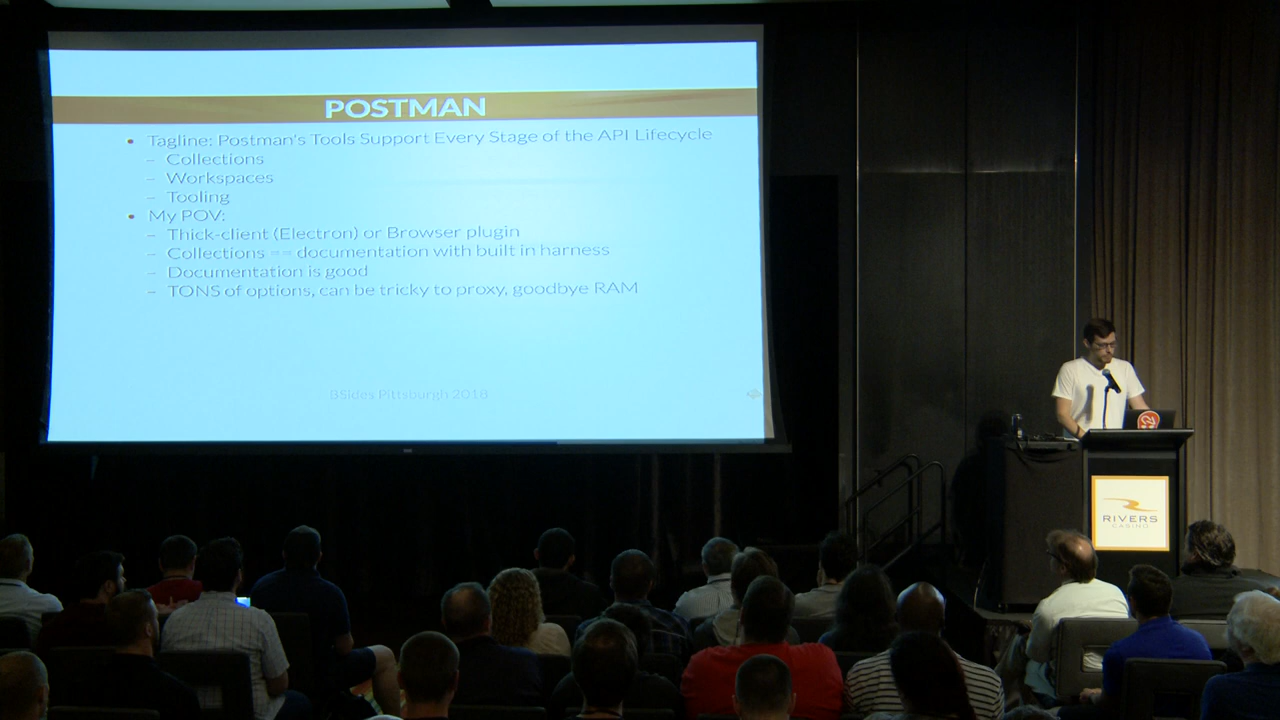 POSTMAN
• Tagline: Postman's Tools Support Every Stage of the API Lifecycle
– Collections
– Workspaces
– Tooling
• My POV:
– Thick-client (Electron) or Browser plugin
– Collections == documentation with built in harness
– Documentation is good
– TONS of options, can be tricky to proxy, goodbye RAM
BSides Pittsburgh 2018
RIVERS
CASINO